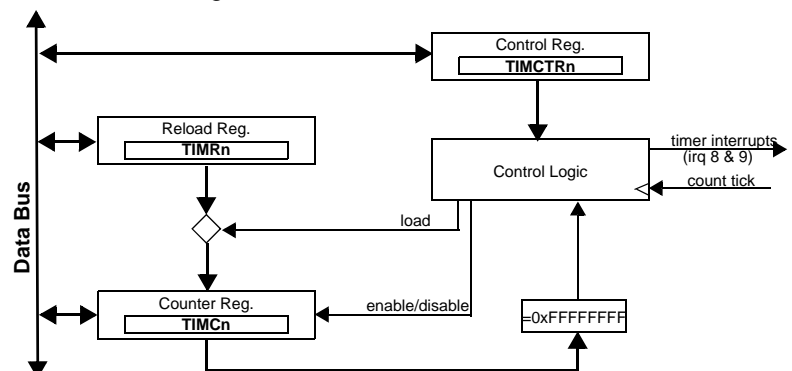 Control Reg.
TIMCTRn
Reload Reg.
TIMRn
timer interrupts
(irq 8 & 9)
Control Logic
count tick
load
Data Bus
Counter Reg.
TIMCn
enable/disable
=0xFFFFFFFF